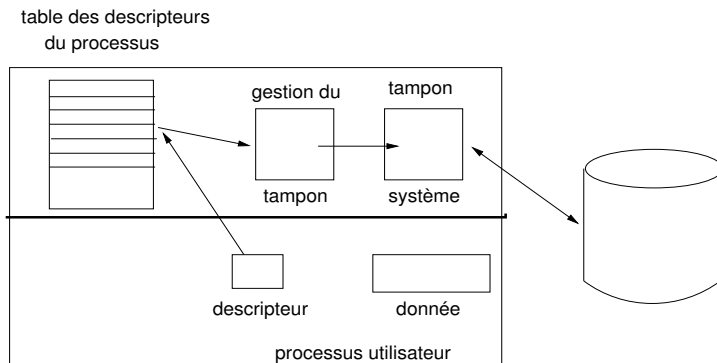 table des descripteurs
du processus
gestion du
tampon
tampon
système
descripteur
donnée
processus utilisateur